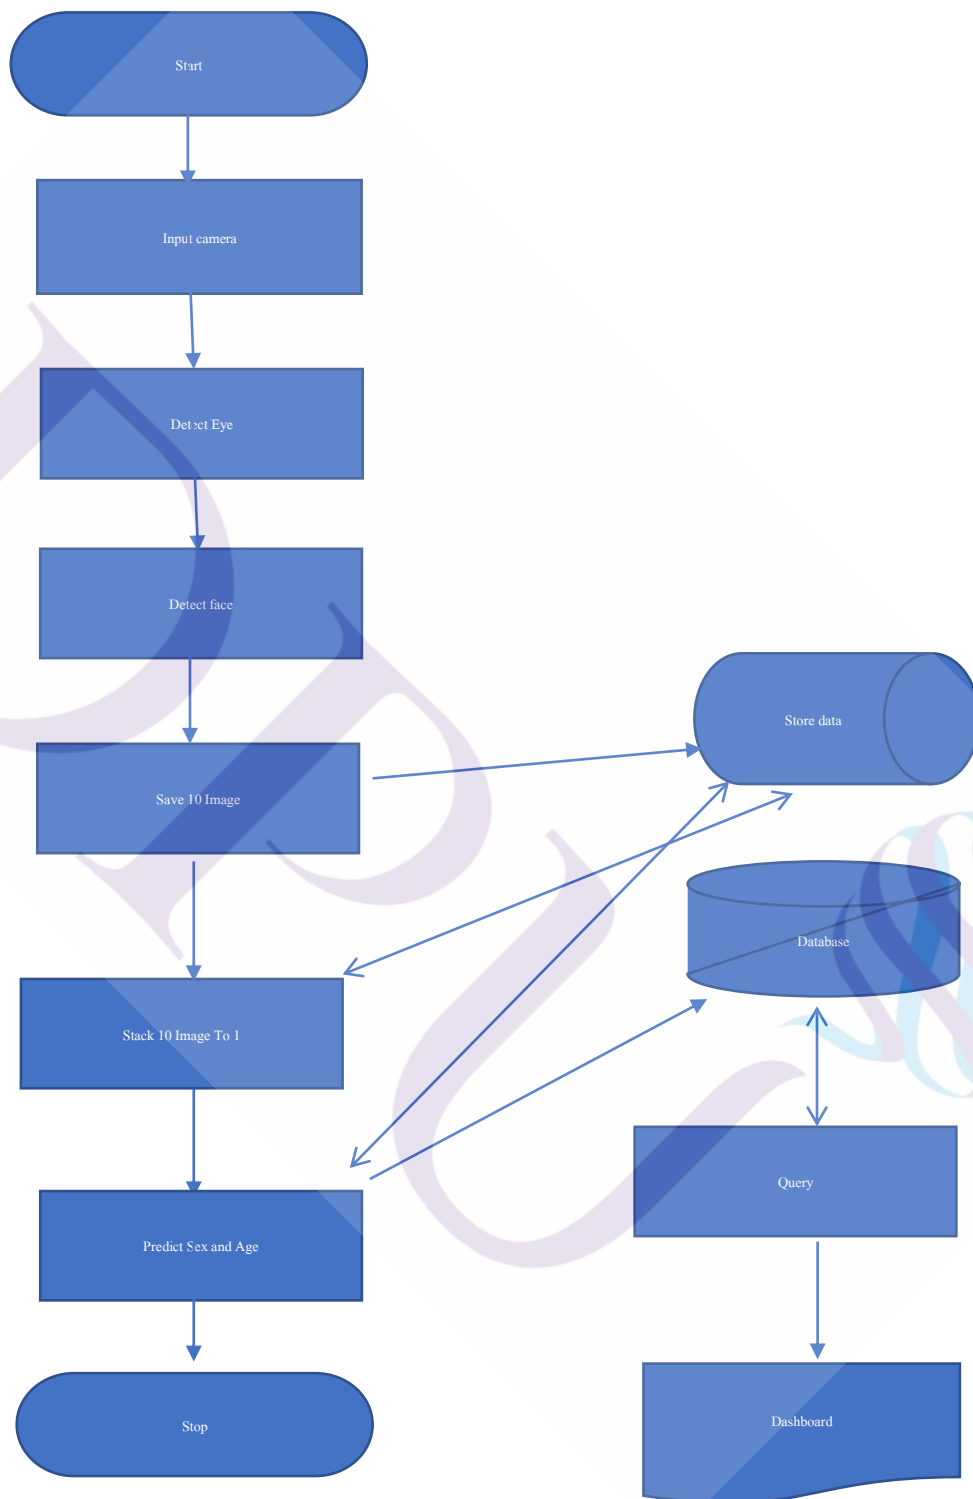 Start
Input camera
Detect Eye
Detect face
Save 10 Image
Store data
Database
Stack 10 Image To 1
Query
Predict Sex and Age
Dashboard
Stop